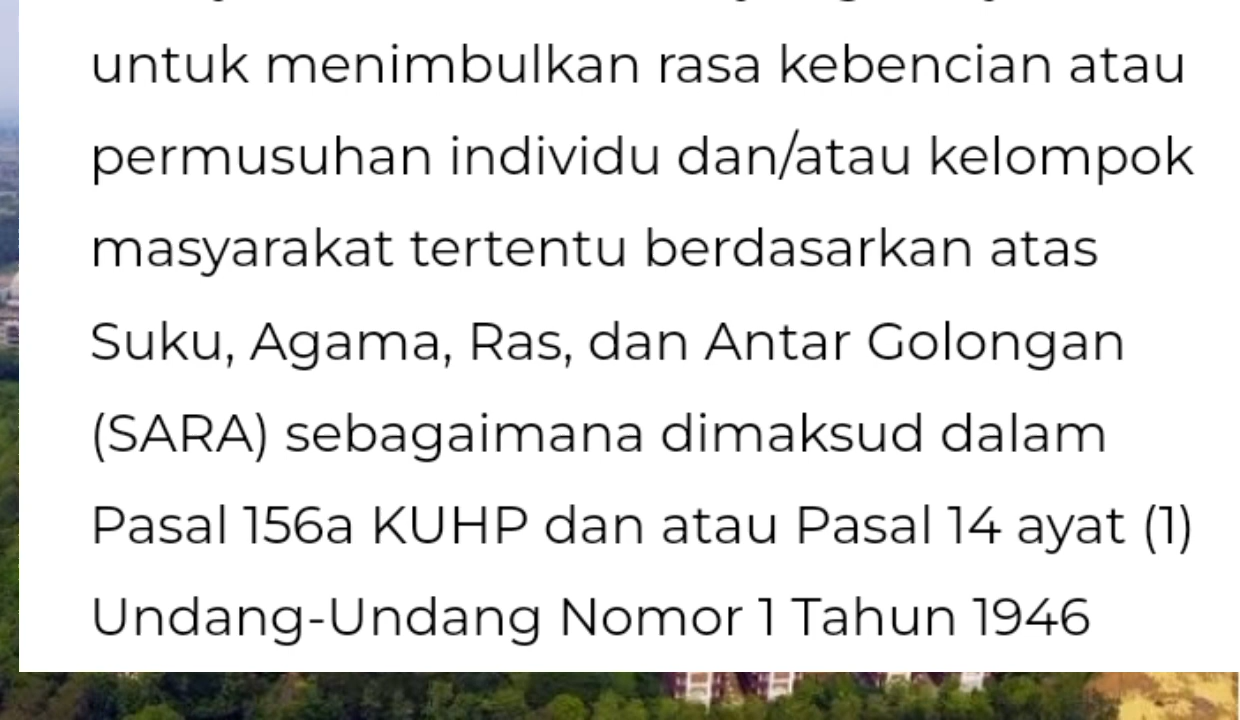 untuk menimbulkan rasa kebencian atau
permusuhan individu dan/atau kelompok
masyarakat tertentu berdasarkan atas
Suku, Agama, Ras, dan Antar Golongan
(SARA) sebagaimana dimaksud dalam
Pasal 156a KUHP dan atau Pasal 14 ayat (1)
Undang-Undang Nomor 1 Tahun 1946